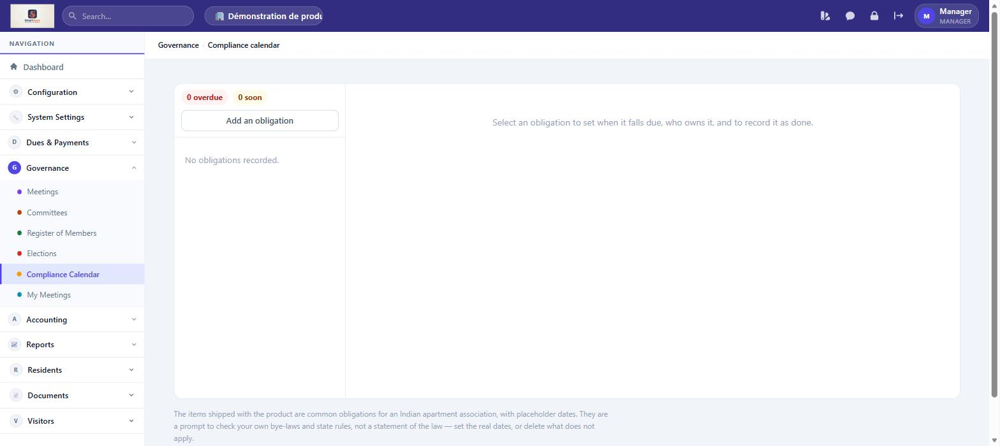 Search...
Démonstration de produ
Manager
MANAGER
M
NAVIGATION
Governance
Compliance calendar
Dashboard
Configuration
System Settings
D
Dues & Payments
G
Governance
Meetings
Committees
Register of Members
Elections
Compliance Calendar
My Meetings
A
Accounting
Reports
R
Residents
Documents
V
Visitors
0 overdue
0 soon
Add an obligation
No obligations recorded.
Select an obligation to set when it falls due, who owns it, and to record it as done.
The items shipped with the product are common obligations for an Indian apartment association, with placeholder dates. They are
a prompt to check your own bye-laws and state rules, not a statement of the law — set the real dates, or delete what does not
apply.